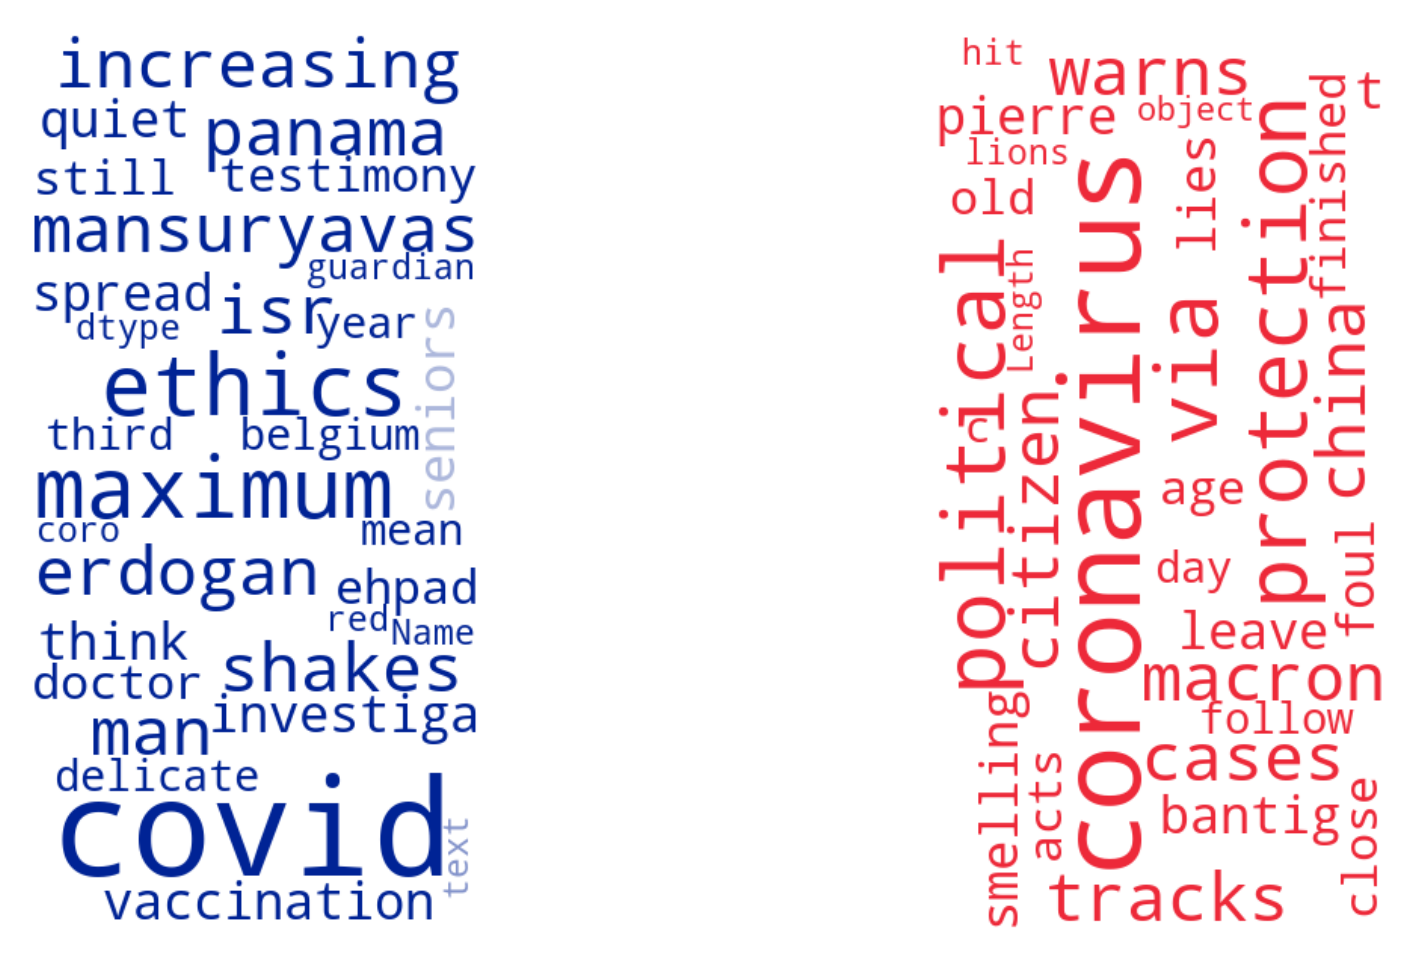 increasing
quiet
panama
still
testimony
mansuryavas
guardian
spread
isr
dtype
year
seniors
ethics
third
belgium
maximum
coro
mean
erdogan
ehpad
red
Name
think
shakes
doctor
investiga
man
delicate
covid
text
vaccination
hit
warns
t
pierre
object
finished
lions
lies
protection
old
coronavirus
political
Length
via
china
c
citizen
age
day
foul
leave
macron
smelling
follow
cases
acts
bantig
close
tracks